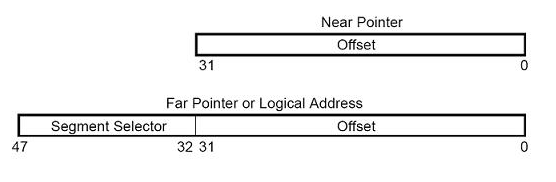 Near Pointer
Offset
31 0
Far Pointer or Logical Address
Segment Selector Offset
47 32 31 0